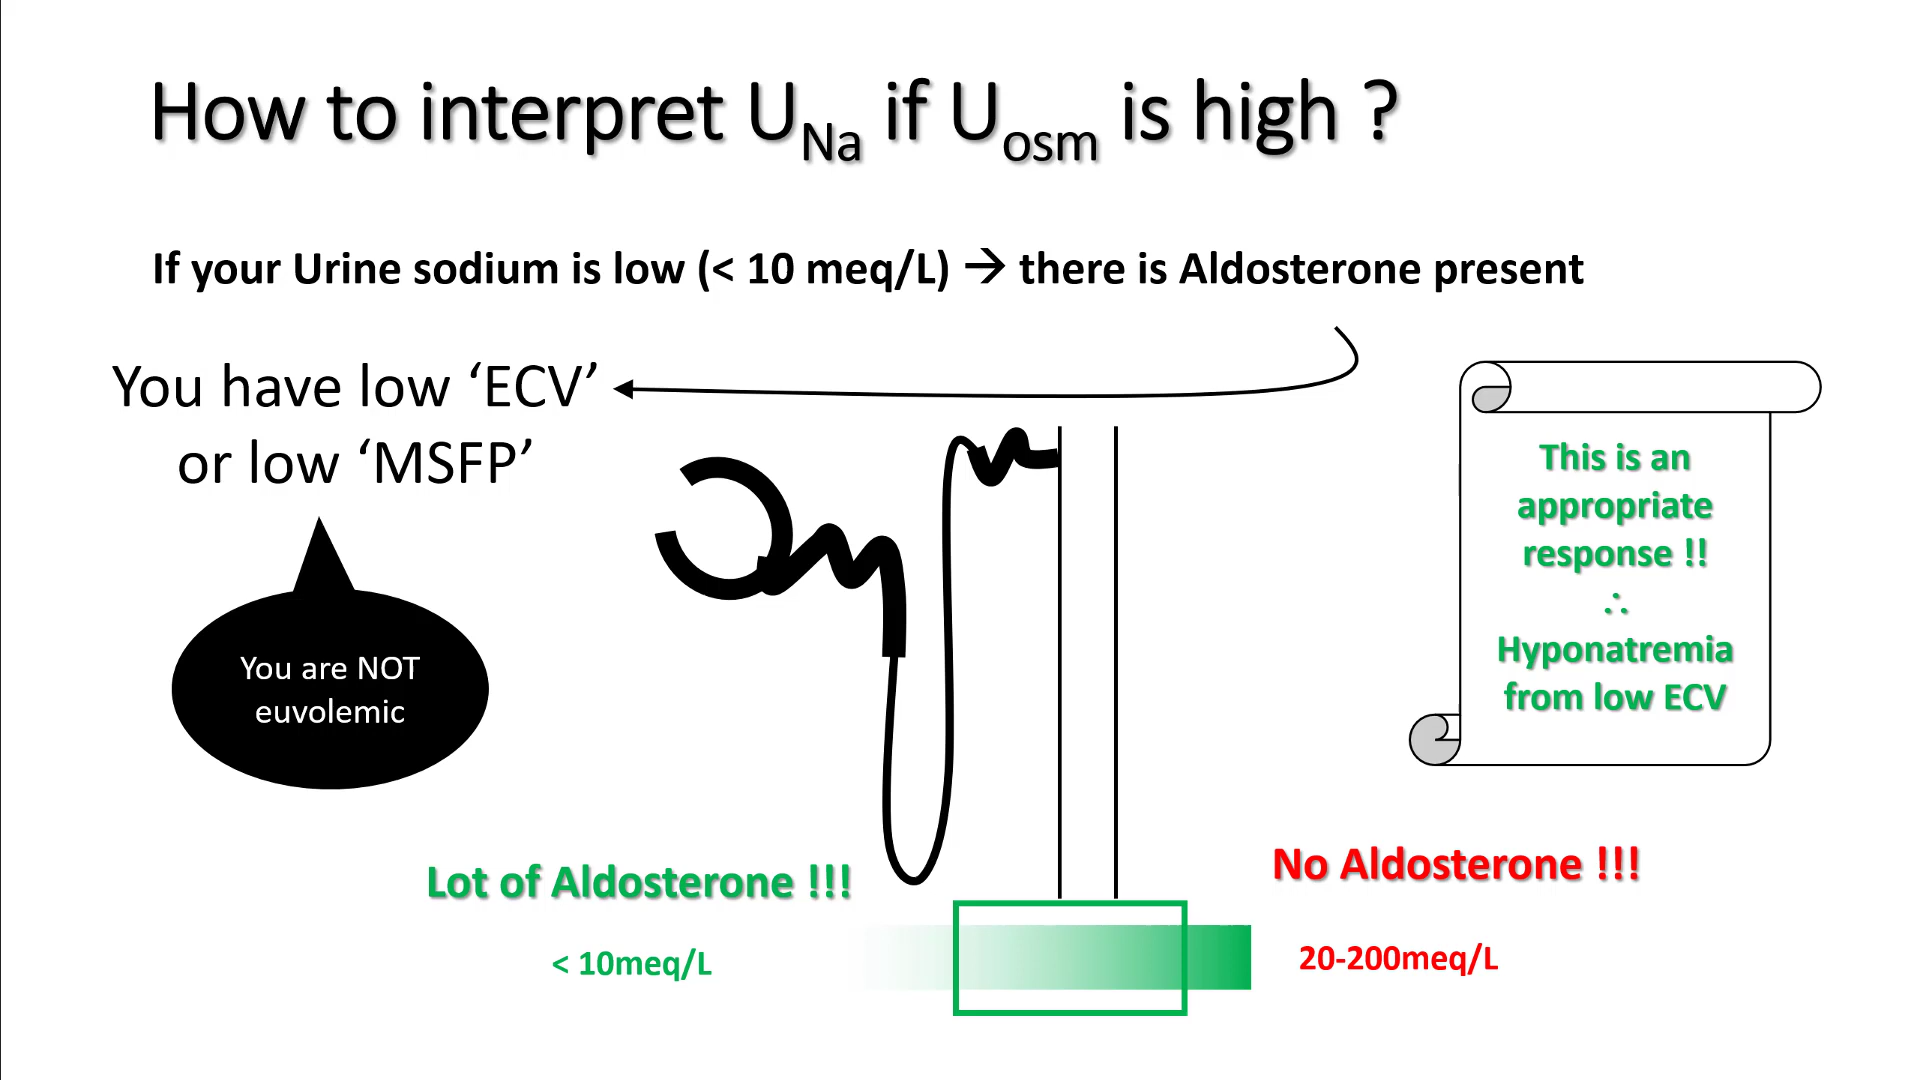 How to interpret UNa if Uosm is high ?
If your Urine sodium is low (< 10 meq/L) → there is Aldosterone present
You have low ‘ECV’
or low ‘MSFP’
You are NOT
euvolemic
This is an
appropriate
response !!
∴
Hyponatremia
from low ECV
Lot of Aldosterone !!!
< 10meq/L
No Aldosterone !!!
20-200meq/L